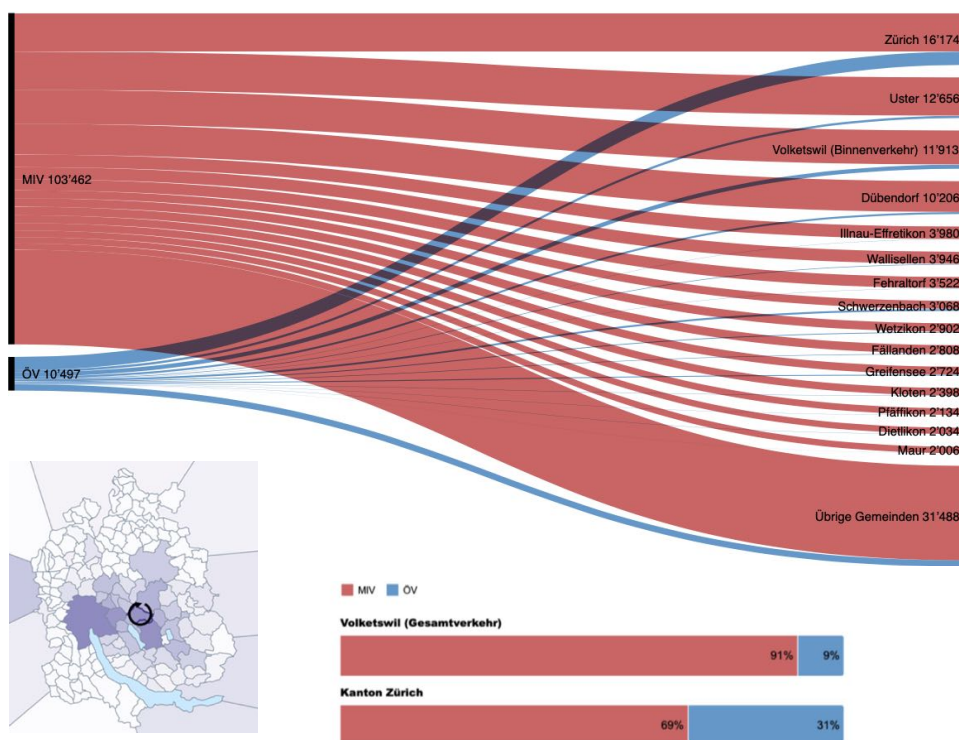 Zürich 16’174
Uster 12’656
Volketswil (Binnenverkehr) 11’913
MIV 103’462
Dübendorf 10’206
Illnau-Effretikon 3’980
Wallisellen 3’946
Fehraltorf 3’522
Schwerzenbach 3’068
Wetzikon 2’902
Fällanden 2’808
ÖV 10’497
Greifensee 2’724
Kloten 2’398
Pfäffikon 2’134
Dietlikon 2’034
Maur 2’006
Übrige Gemeinden 31’488
MIV ÖV
Volketswil (Gesamtverkehr)
91% 9%
Kanton Zürich
69% 31%